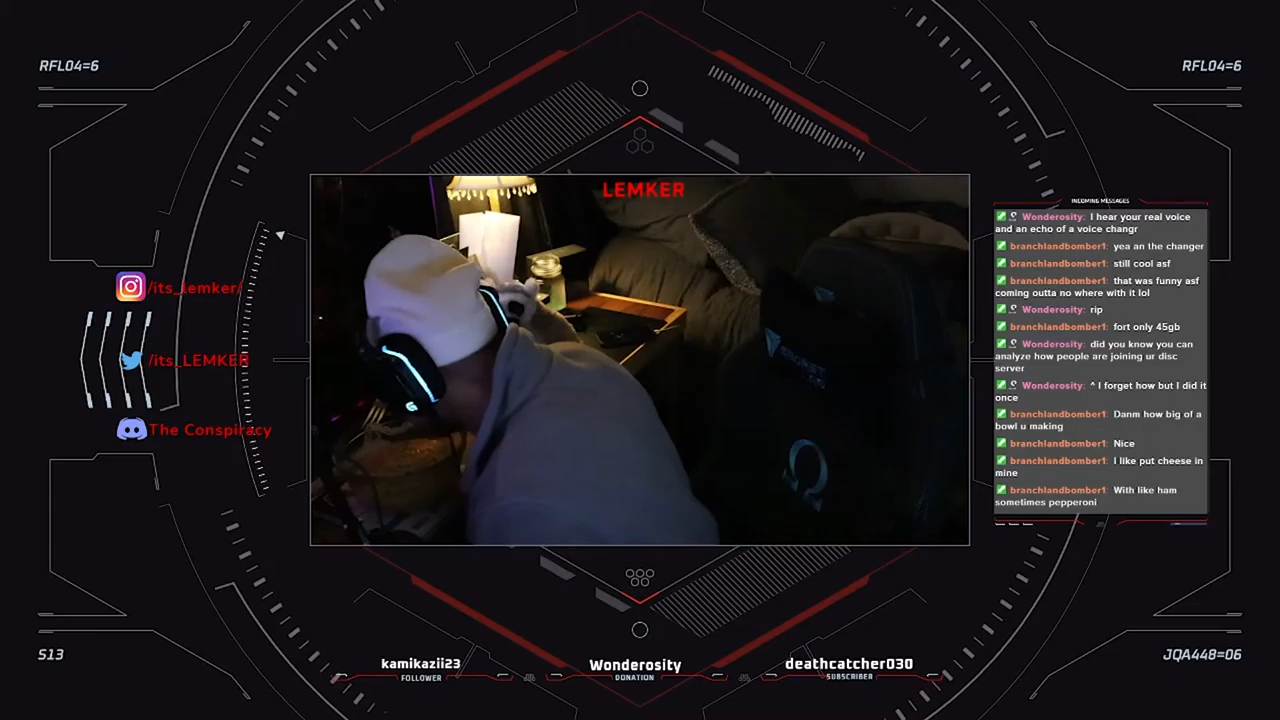 RFL04=6
RFL04=6
LEMKER
INCOMING MESSAGES
Wonderosity: I hear your real voice
and an echo of a voice changr
branchlandbomber1: yea an the changer
branchlandbomber1: still cool asf
branchlandbomber1: that was funny asf
coming outta no where with it lol
Wonderosity: rip
branchlandbomber1: fort only 45gb
Wonderosity: did you know you can
analyze how people are joining ur disc
server
Wonderosity: ^ I forget how but I did it
once
branchlandbomber1: Danm how big of a
bowl u making
branchlandbomber1: Nice
branchlandbomber1: I like put cheese in
mine
branchlandbomber1: With like ham
sometimes pepperoni
/its_lemker/
/its_LEMKER
The Conspiracy
S13
JQA448=06
kamikazii23
FOLLOWER
Wonderosity
DONATION
deathcatcher030
SUBSCRIBER